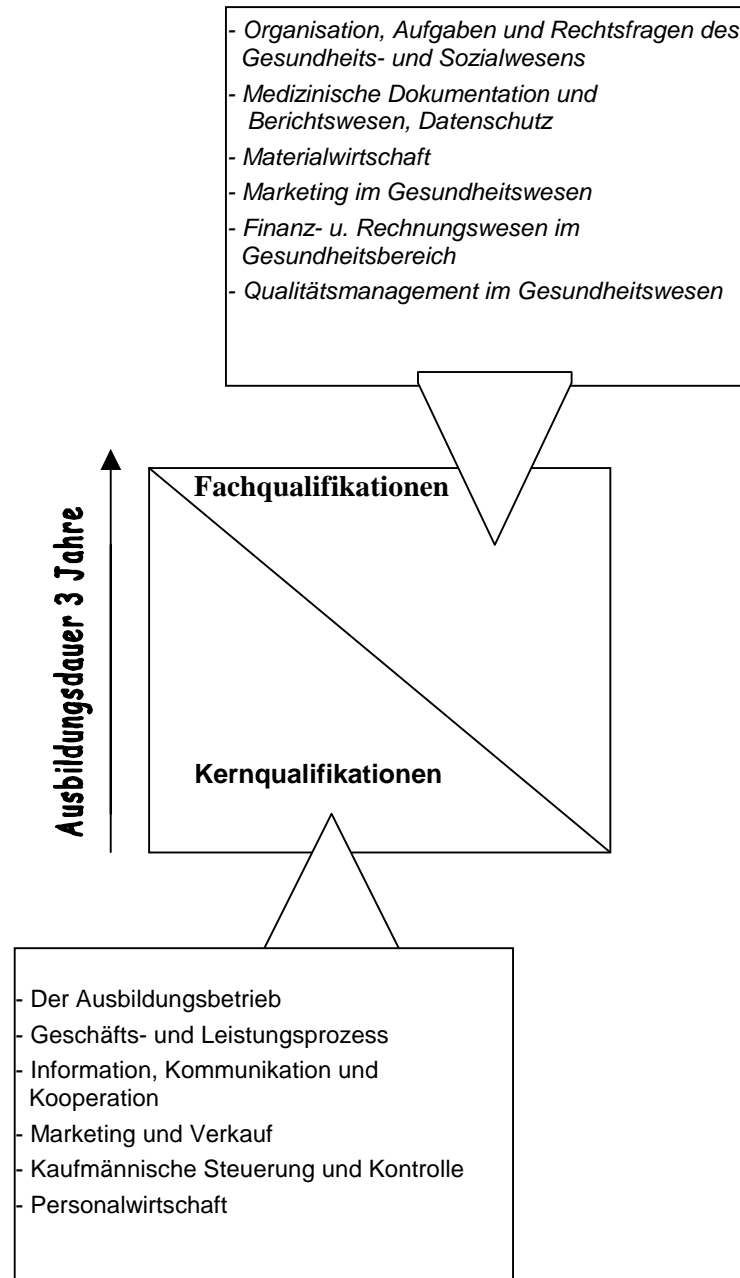 - Organisation, Aufgaben und Rechtsfragen des
Gesundheits- und Sozialwesens
- Medizinische Dokumentation und
Berichtswesen, Datenschutz
- Materialwirtschaft
- Marketing im Gesundheitswesen
- Finanz- u. Rechnungswesen im
Gesundheitsbereich
- Qualitätsmanagement im Gesundheitswesen
Fachqualifikationen
Ausbildungsdauer 3 Jahre
Kernqualifikationen
- Der Ausbildungsbetrieb
- Geschäfts- und Leistungsprozess
- Information, Kommunikation und
Kooperation
- Marketing und Verkauf
- Kaufmännische Steuerung und Kontrolle
- Personalwirtschaft